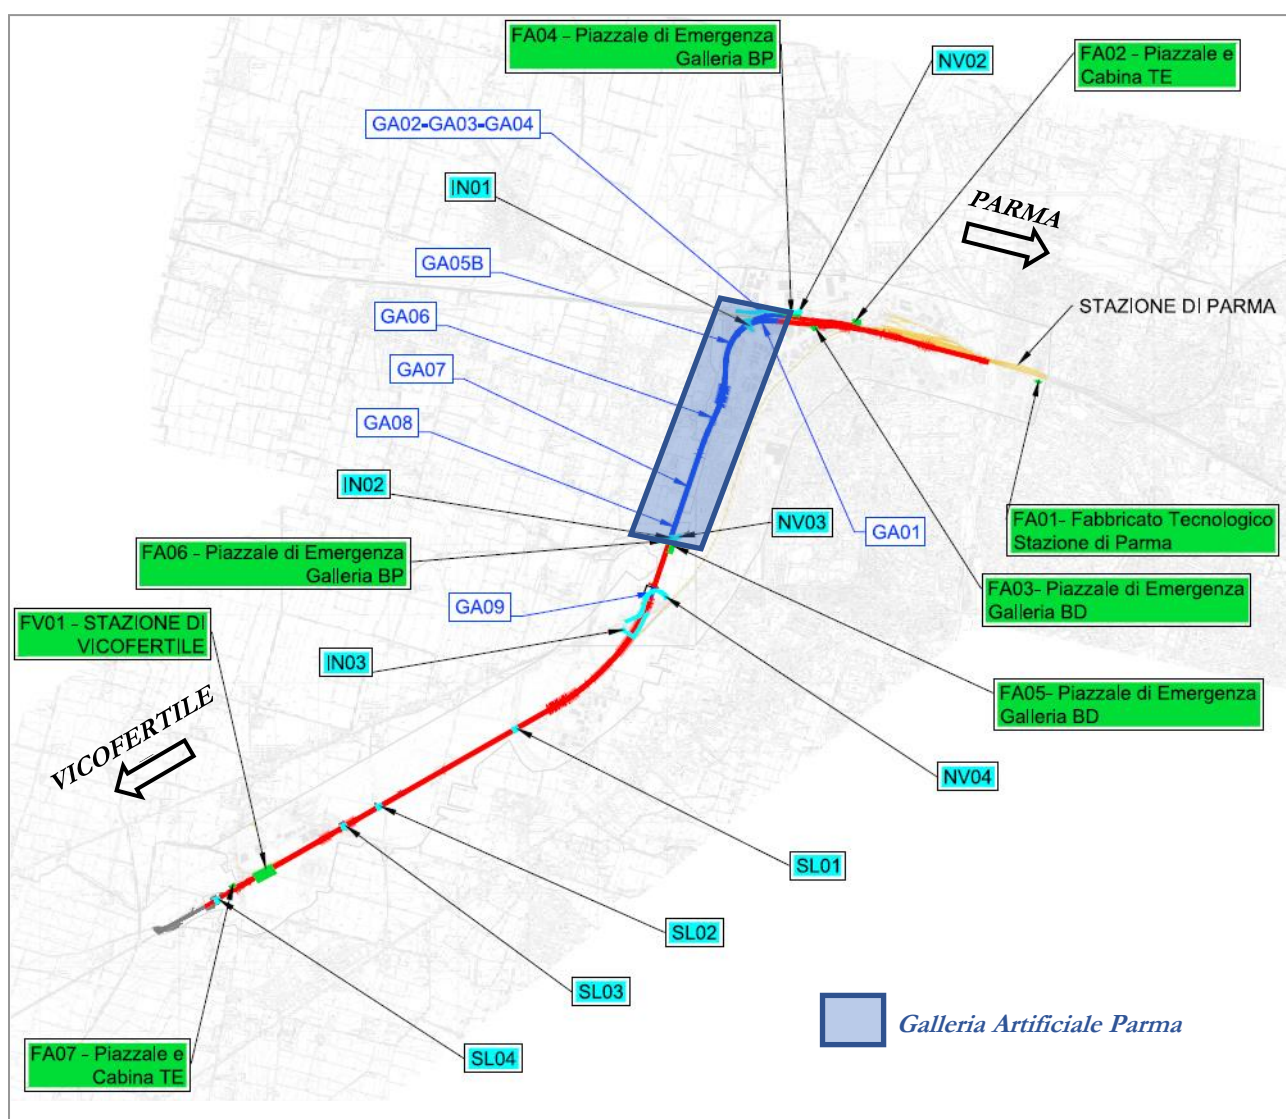 FA04 - Piazzale di Emergenza
Galleria BP
NV02
FA02 - Piazzale e
Cabina TE
GA02-GA03-GA04
IN01
PARMA
GA05B
GA06
STAZIONE DI PARMA
GA07
GA08
IN02
NV03
GA01
FA01- Fabbricato Tecnologico
Stazione di Parma
FA06 - Piazzale di Emergenza
Galleria BP
FA03- Piazzale di Emergenza
Galleria BD
GA09
FV01 - STAZIONE DI
VICOFERTILE
IN03
FA05- Piazzale di Emergenza
Galleria BD
VICOFERTILE
NV04
SL01
SL02
SL03
Galleria Artificiale Parma
FA07 - Piazzale e
Cabina TE
SL04